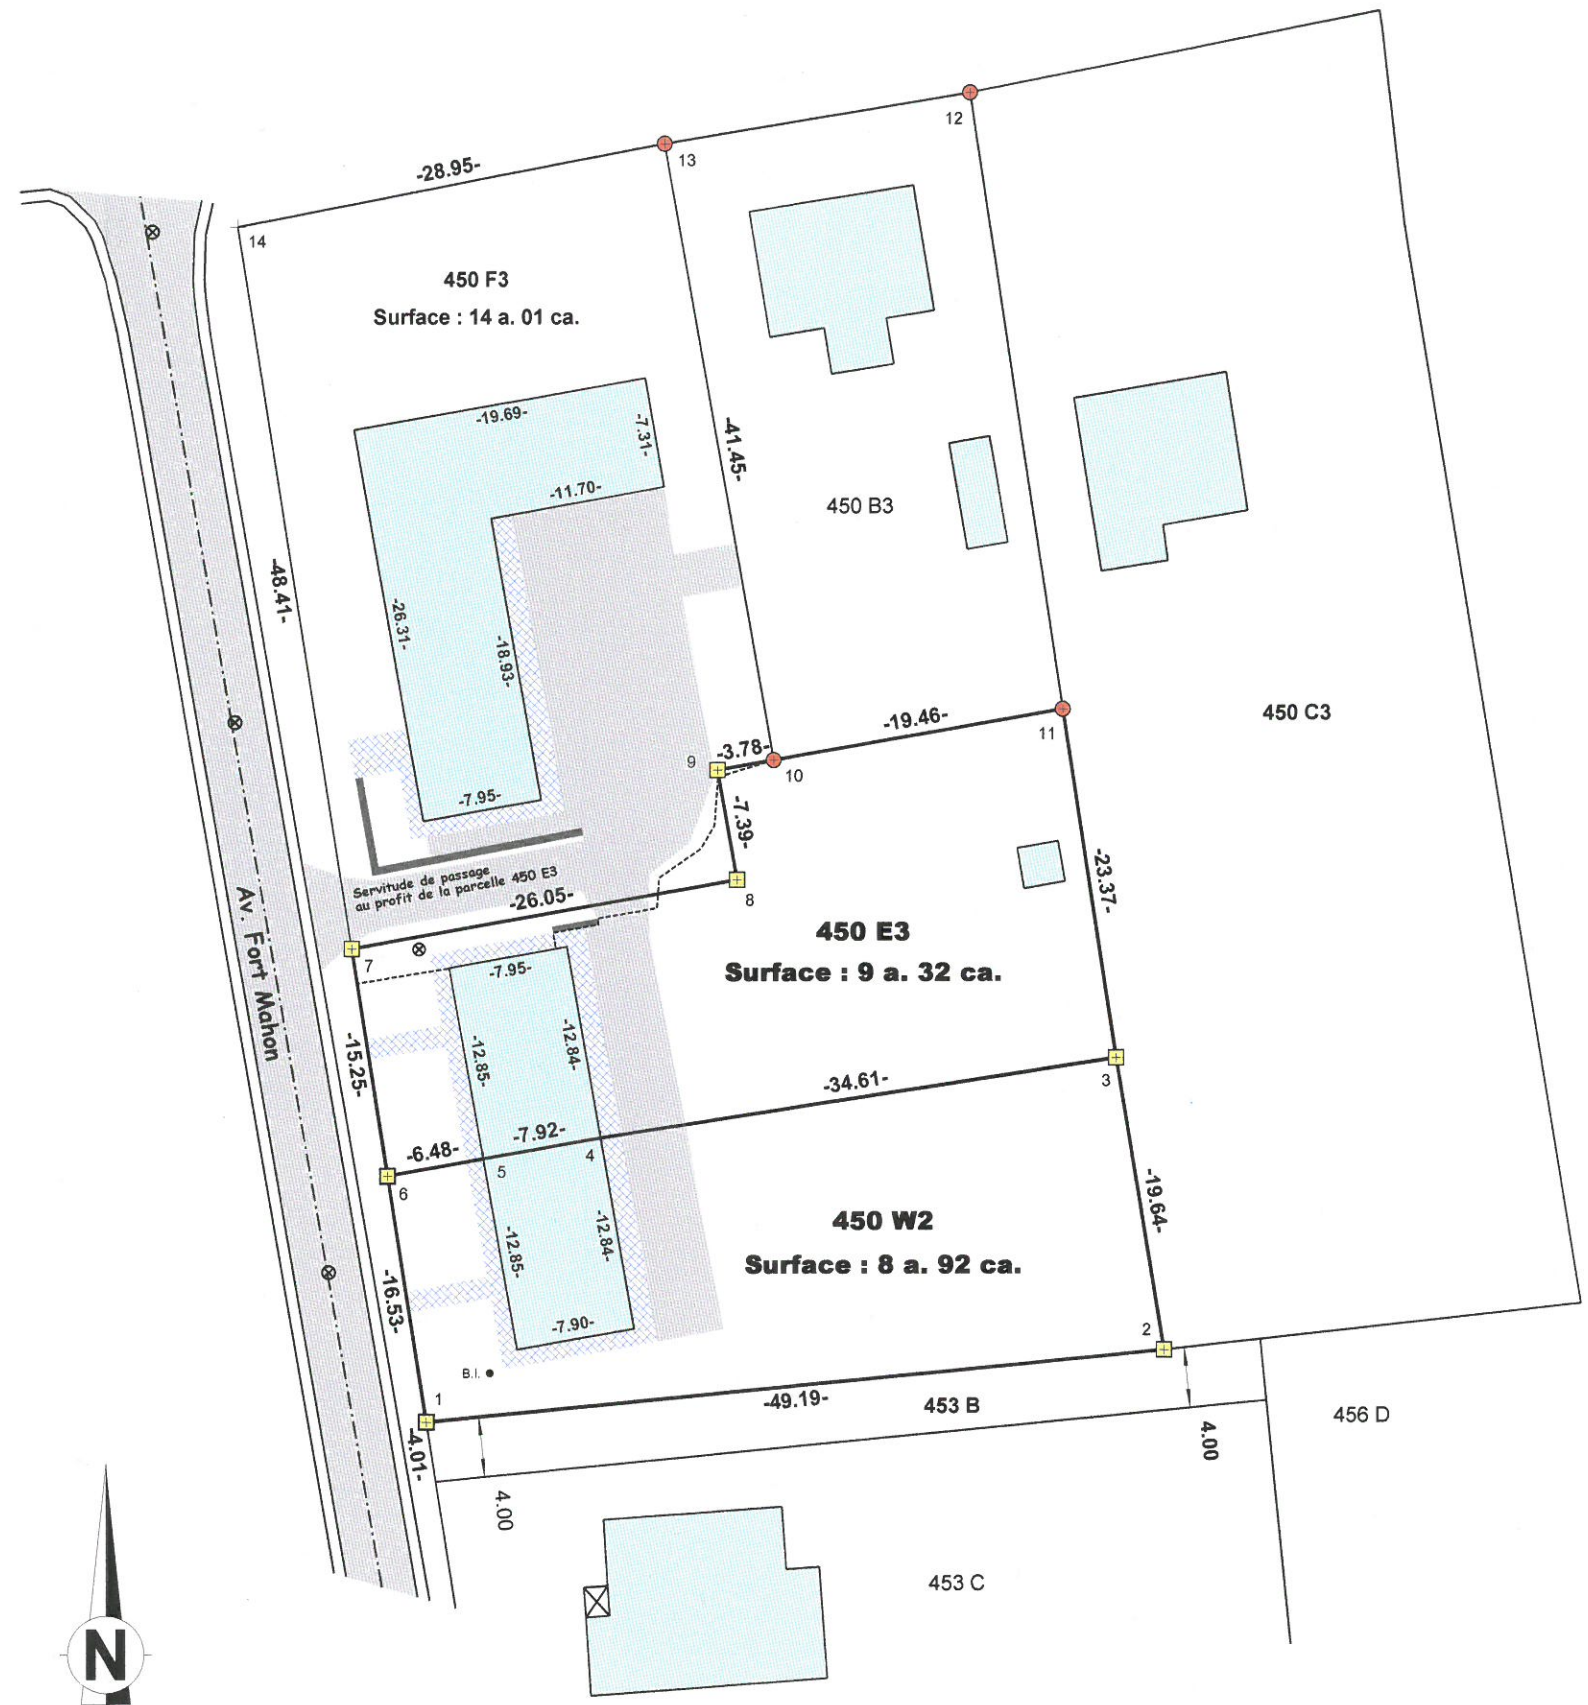 12
13
-28.95-
14
450 F3
Surface : 14 a. 01 ca.
-19.69-
-7.31-
-11.70-
-41.45-
450 B3
-48.41-
-26.31-
-18.93-
-7.95-
450 C3
-19.46-
11
-3.78-
9
10
-7.39-
8
Servitude de passage
au profit de la parcelle 450 E3
-26.05-
7
-23.37-
450 E3
Surface : 9 a. 32 ca.
Av. Fort Mahon
-7.95-
-12.85-
-12.84-
-15.25-
-34.61-
3
-6.48-
-7.92-
5
4
6
450 W2
Surface : 8 a. 92 ca.
-19.64-
-12.85-
-12.84-
-16.53-
-7.90-
2
B.I.
1
-49.19-
453 B
456 D
-4.01-
4.00
4.00
453 C
N